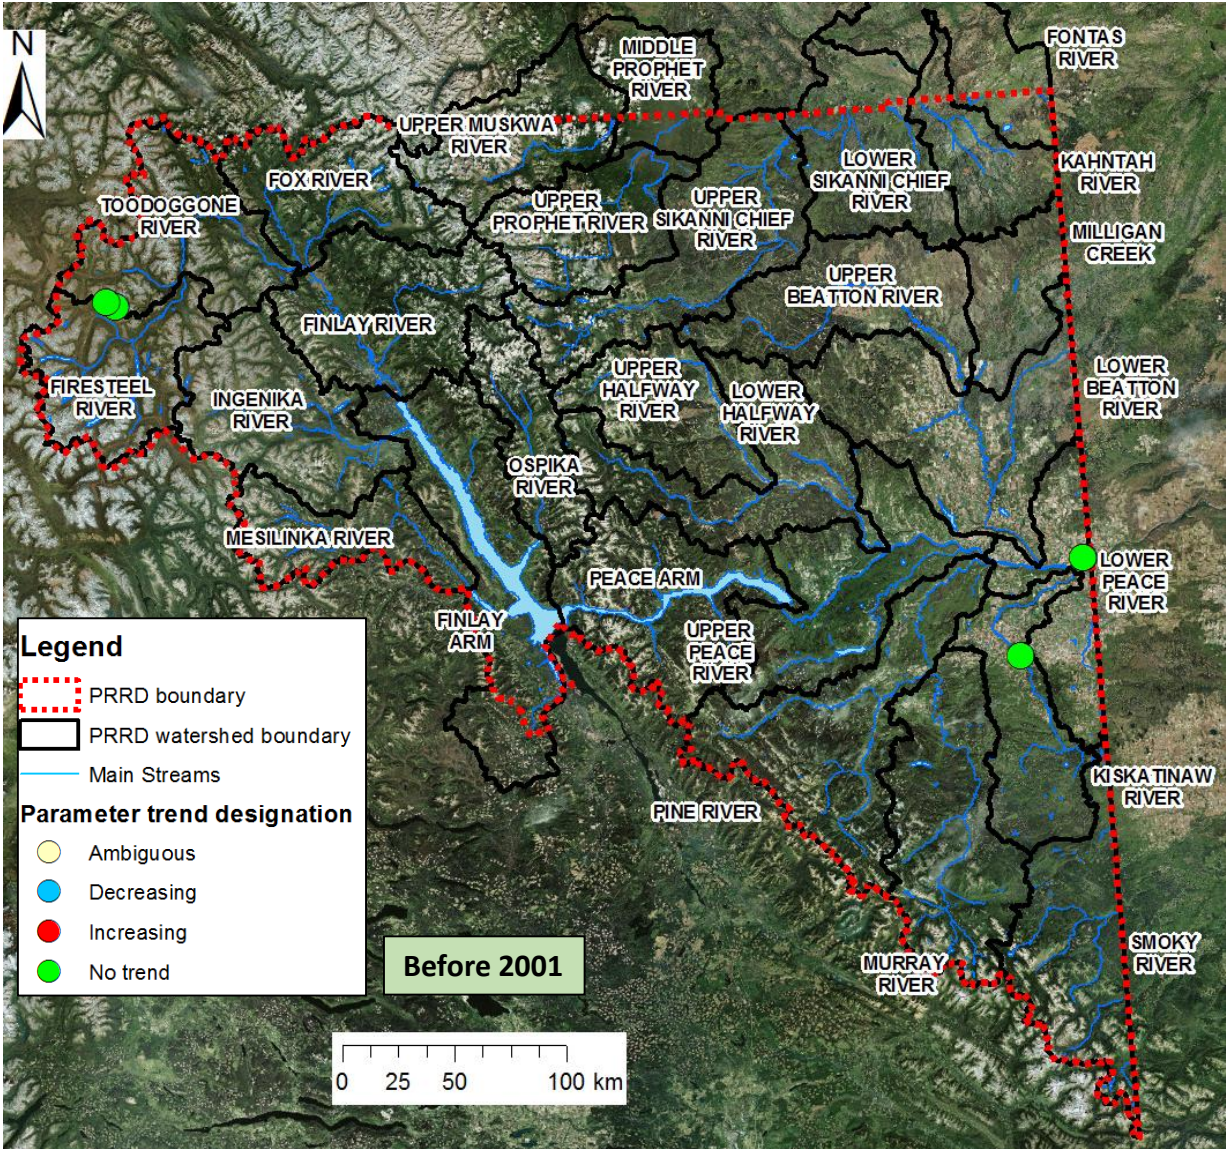 N
MIDDLE
PROPHET
RIVER
FONTAS
RIVER
UPPER MUSKWA
RIVER
FOX RIVER
LOWER
SIKANNI CHIEF
RIVER
KAHNTAH
RIVER
TOODOGGONE
RIVER
UPPER
PROPHET RIVER
UPPER
SIKANNI CHIEF
RIVER
MILLIGAN
CREEK
UPPER
BEATTON RIVER
FINLAY RIVER
FIRESTEEL
RIVER
INGENIKA
RIVER
UPPER
HALFWAY
RIVER
LOWER
HALFWAY
RIVER
LOWER
BEATTON
RIVER
OSPIKA
RIVER
MESILINKA RIVER
PEACE ARM
LOWER
PEACE
RIVER
FINLAY
ARM
UPPER
PEACE
RIVER
Legend
PRRD boundary
PRRD watershed boundary
Main Streams
Parameter trend designation
Ambiguous
Decreasing
Increasing
No trend
KISKATINAW
RIVER
PINE RIVER
Before 2001
MURRAY
RIVER
SMOKY
RIVER
0 25 50 100 km